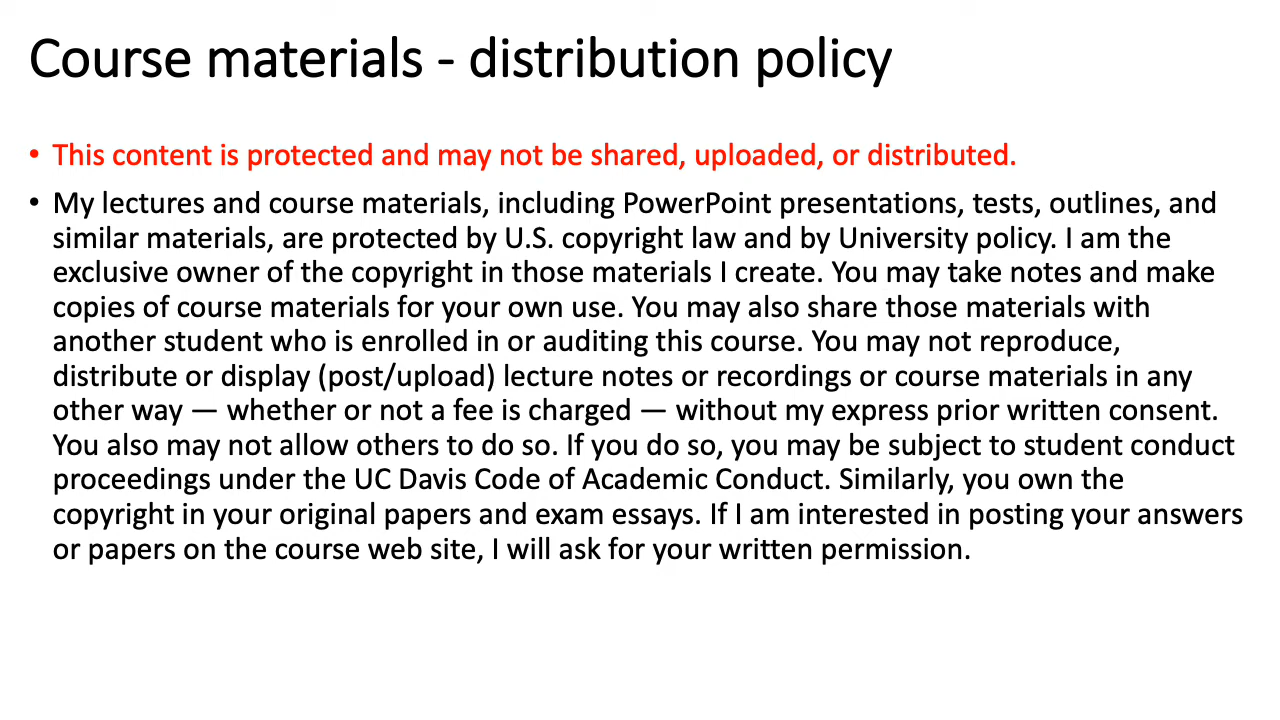 Course materials - distribution policy
• This content is protected and may not be shared, uploaded, or distributed.
• My lectures and course materials, including PowerPoint presentations, tests, outlines, and
similar materials, are protected by U.S. copyright law and by University policy. I am the
exclusive owner of the copyright in those materials I create. You may take notes and make
copies of course materials for your own use. You may also share those materials with
another student who is enrolled in or auditing this course. You may not reproduce,
distribute or display (post/upload) lecture notes or recordings or course materials in any
other way — whether or not a fee is charged — without my express prior written consent.
You also may not allow others to do so. If you do so, you may be subject to student conduct
proceedings under the UC Davis Code of Academic Conduct. Similarly, you own the
copyright in your original papers and exam essays. If I am interested in posting your answers
or papers on the course web site, I will ask for your written permission.